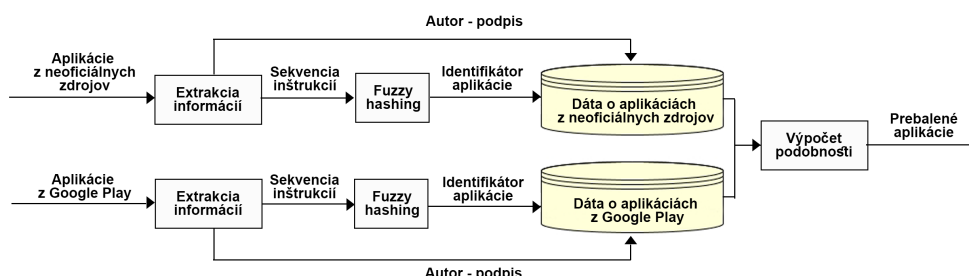 Autor - podpis
Aplikácie
z neoficiálnych
zdrojov
Extrakcia
informácií
Sekvencia
inštrukcií
Fuzzy
hashing
Identifikátor
aplikácie
Dáta o aplikáciách
z neoficiálnych zdrojov
Výpočet
podobnosti
Prebalené
aplikácie
Aplikácie
z Google Play
Extrakcia
informácií
Sekvencia
inštrukcií
Fuzzy
hashing
Identifikátor
aplikácie
Dáta o aplikáciách
z Google Play
Autor - podpis